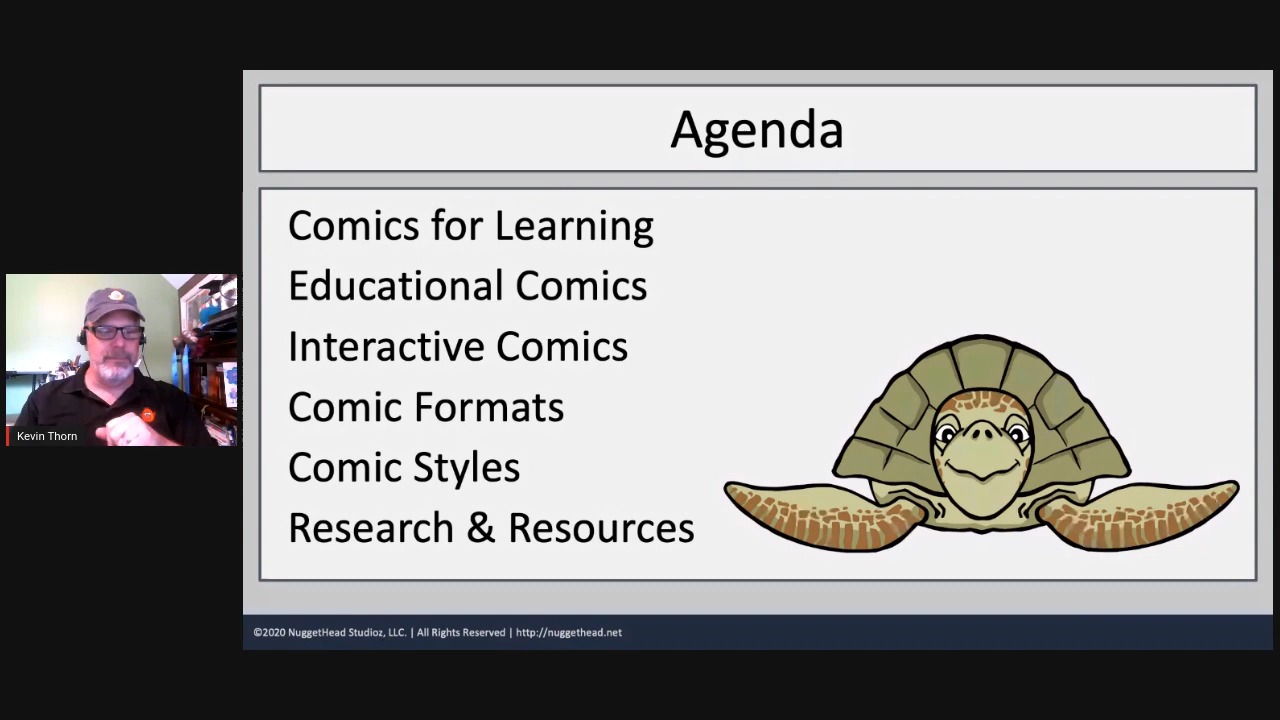 Agenda
Comics for Learning
Educational Comics
Interactive Comics
Comic Formats
Comic Styles
Research & Resources
Kevin Thorn
©2020 NuggetHead Studioz, LLC. | All Rights Reserved | http://nuggethead.net